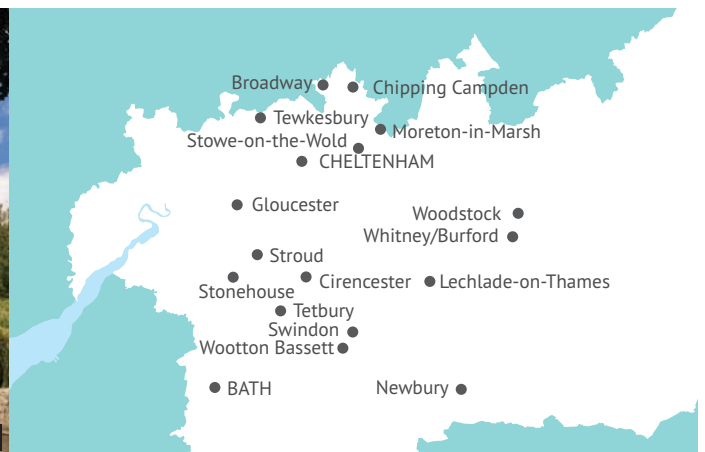 Broadway
Chipping Campden
Tewkesbury
Moreton-in-Marsh
Stowe-on-the-Wold
CHELTENHAM
Gloucester
Woodstock
Whitney/Burford
Stroud
Cirencester
Lechlade-on-Thames
Stonehouse
Tetbury
Swindon
Wootton Bassett
BATH
Newbury